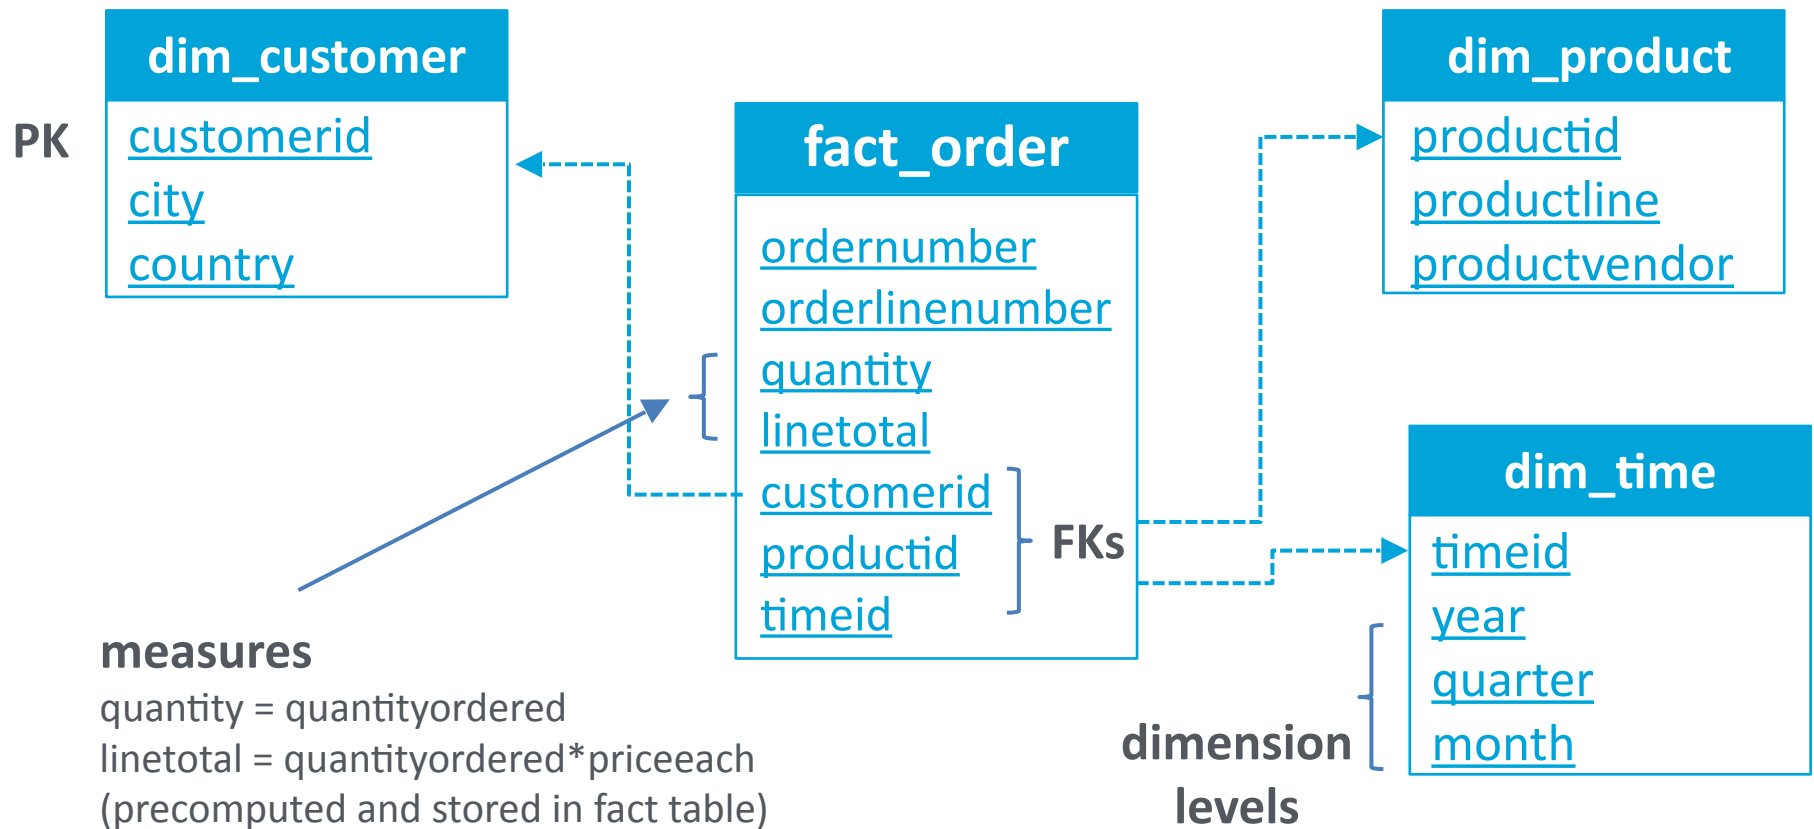 dim_customer
PK
customerid
city
country
fact_order
ordernumber
orderlinenumber
quantity
linetotal
customerid
productid
timeid
FKs
dim_product
productid
productline
productvendor
dim_time
timeid
year
quarter
month
dimension
levels
measures
quantity = quantityordered
linetotal = quantityordered*priceeach
(precomputed and stored in fact table)